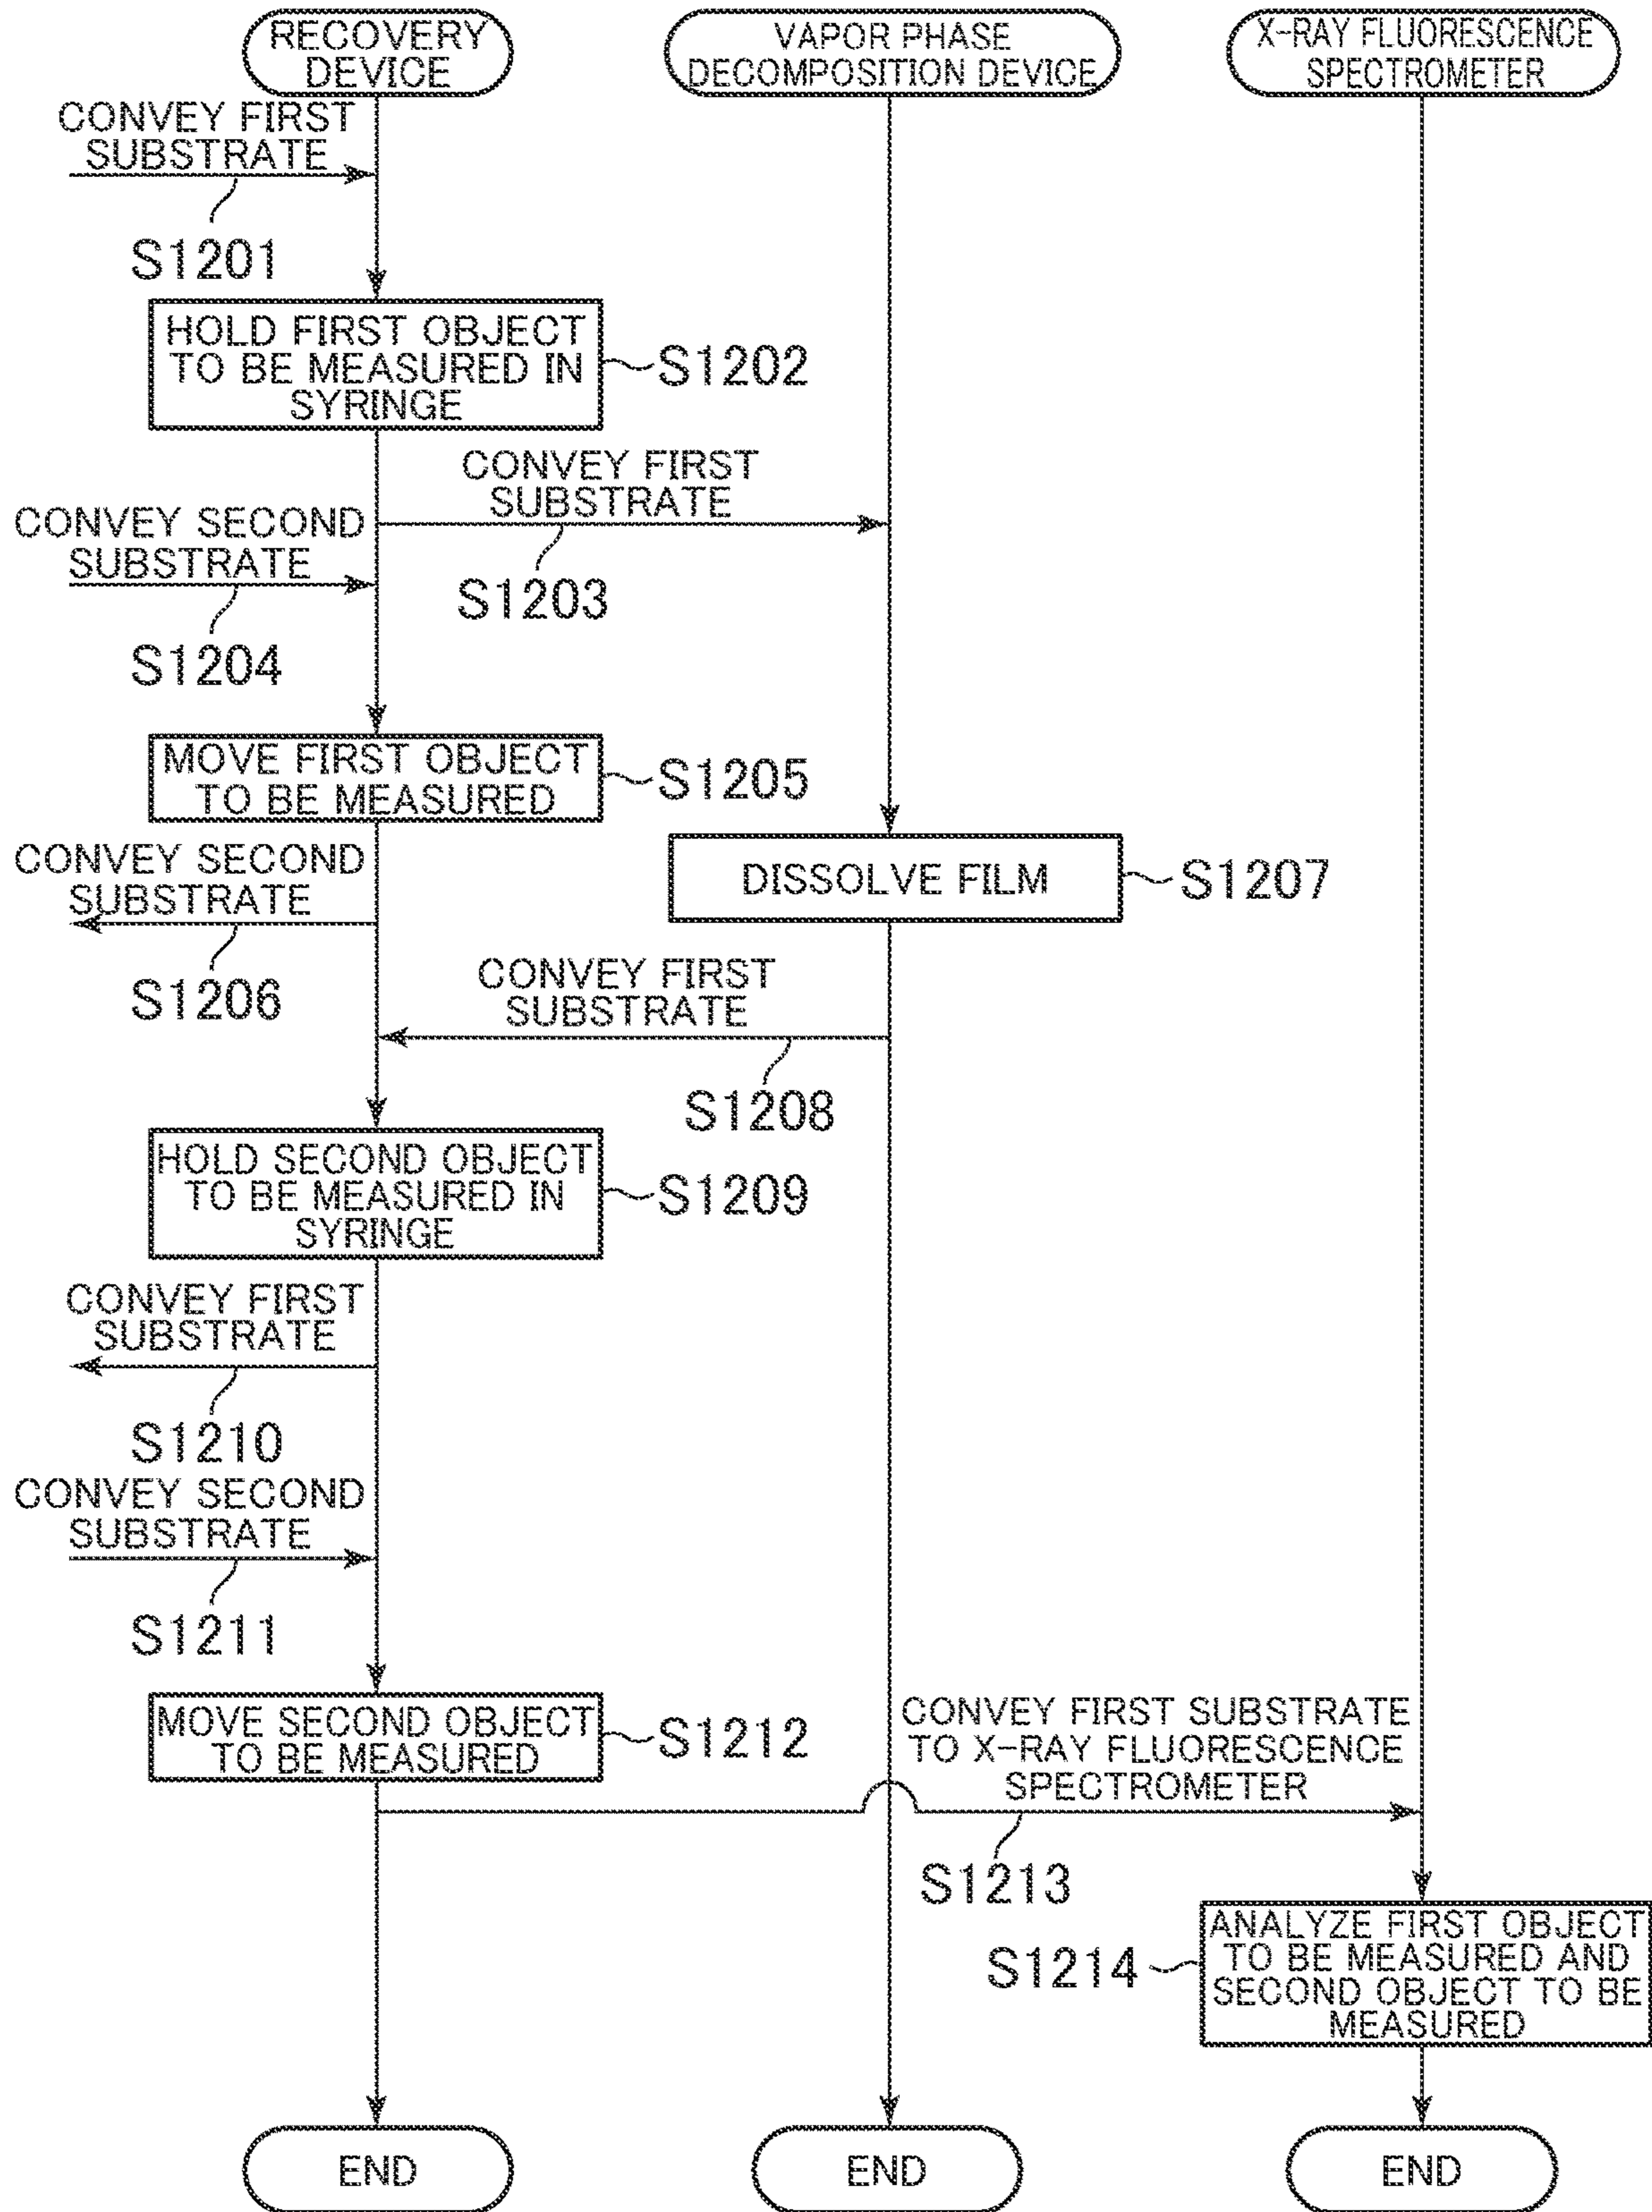 RECOVERY
DEVICE
VAPOR PHASE
DECOMPOSITION DEVICE
X-RAY FLUORESCENCE
SPECTROMETER
CONVEY FIRST
SUBSTRATE
S1201
HOLD FIRST OBJECT
TO BE MEASURED IN
SYRINGE
S1202
CONVEY FIRST
SUBSTRATE
S1203
CONVEY SECOND
SUBSTRATE
S1204
MOVE FIRST OBJECT
TO BE MEASURED
S1205
CONVEY SECOND
SUBSTRATE
S1206
DISSOLVE FILM
S1207
CONVEY FIRST
SUBSTRATE
S1208
HOLD SECOND OBJECT
TO BE MEASURED IN
SYRINGE
S1209
CONVEY FIRST
SUBSTRATE
S1210
CONVEY SECOND
SUBSTRATE
S1211
MOVE SECOND OBJECT
TO BE MEASURED
S1212
CONVEY FIRST SUBSTRATE
TO X-RAY FLUORESCENCE
SPECTROMETER
S1213
ANALYZE FIRST OBJECT
TO BE MEASURED AND
SECOND OBJECT TO BE
MEASURED
S1214
END
END
END